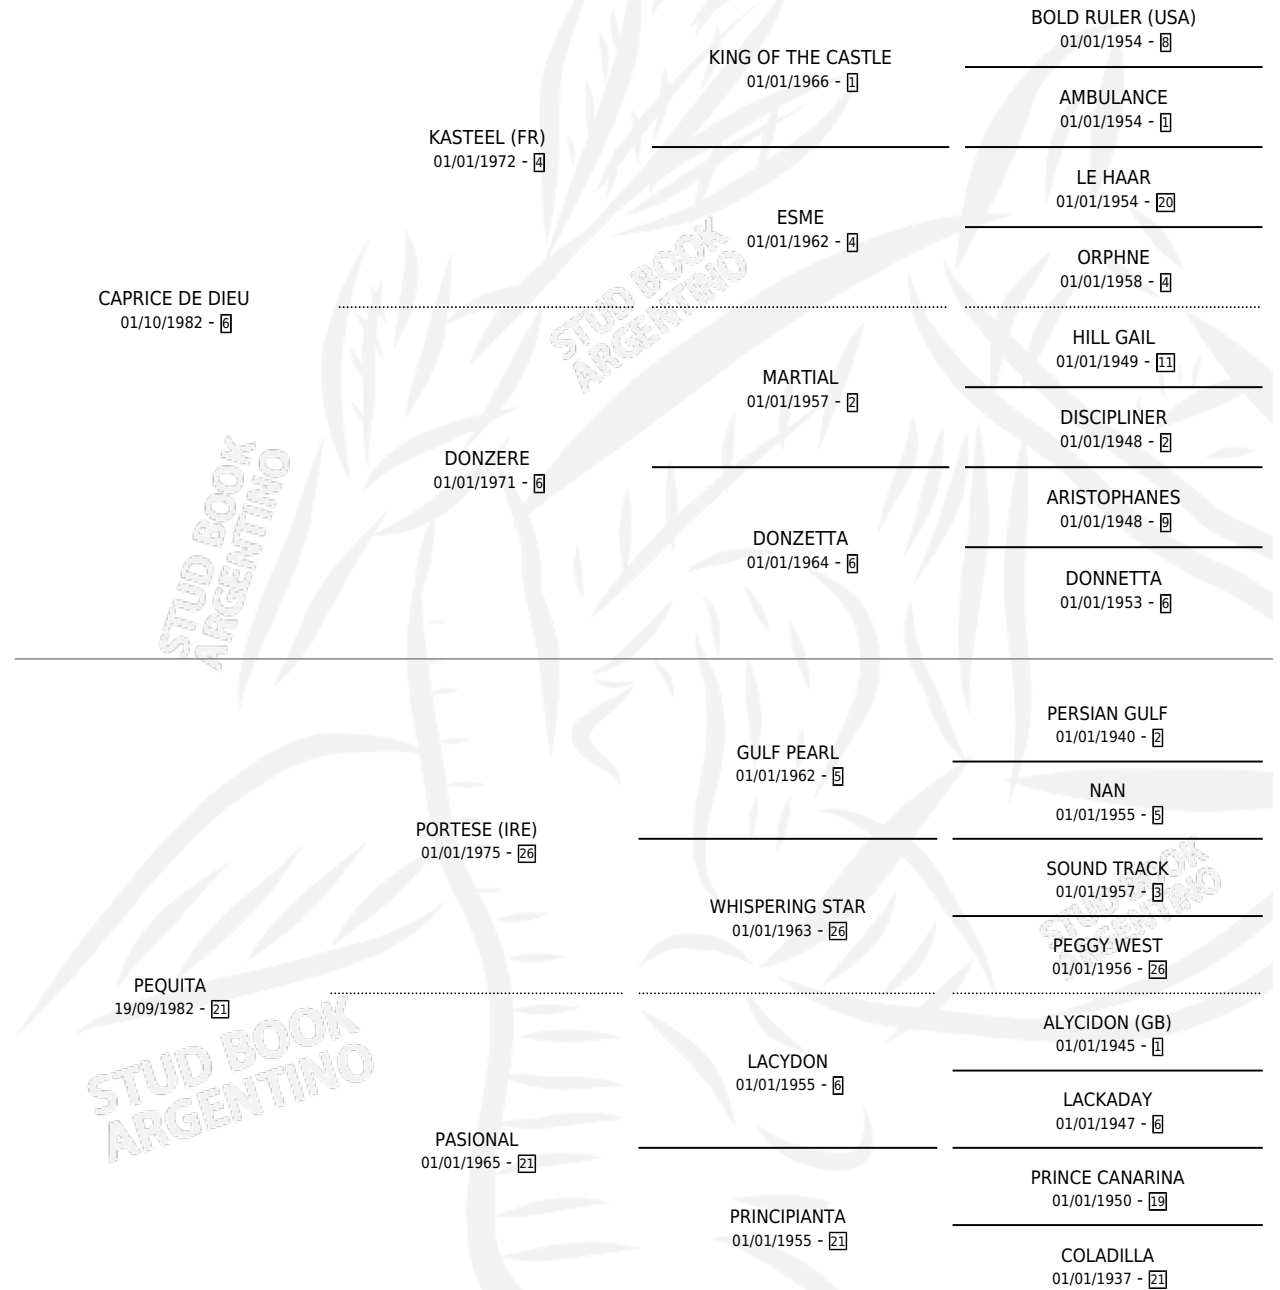 BOLD RULER (USA)
01/01/1954 - 8
KING OF THE CASTLE
01/01/1966 - 1
AMBULANCE
01/01/1954 - 1
KASTEEL (FR)
01/01/1972 - 4
LE HAAR
01/01/1954 - 20
ESME
01/01/1962 - 4
ORPHNE
01/01/1958 - 4
CAPRICE DE DIEU
01/10/1982 - 6
HILL GAIL
01/01/1949 - 11
MARTIAL
01/01/1957 - 2
DISCIPLINER
01/01/1948 - 2
DONZERE
01/01/1971 - 6
ARISTOPHANES
01/01/1948 - 9
DONZETTA
01/01/1964 - 6
DONNETTA
01/01/1953 - 6
STUD BOOK
ARGENTINO
STUD BOOK
ARGENTINO
PERSIAN GULF
01/01/1940 - 2
GULF PEARL
01/01/1962 - 5
NAN
01/01/1955 - 5
PORTESE (IRE)
01/01/1975 - 26
SOUND TRACK
01/01/1957 - 3
WHISPERING STAR
01/01/1963 - 26
PEGGY WEST
01/01/1956 - 26
STUD BOOK
ARGENTINO
PEQUITA
19/09/1982 - 21
ALYCIDON (GB)
01/01/1945 - 1
LACYDON
01/01/1955 - 6
LACKADAY
01/01/1947 - 6
PASIONAL
01/01/1965 - 21
PRINCE CANARINA
01/01/1950 - 19
PRINCIPIANTA
01/01/1955 - 21
COLADILLA
01/01/1937 - 21
STUD BOOK
ARGENTINO